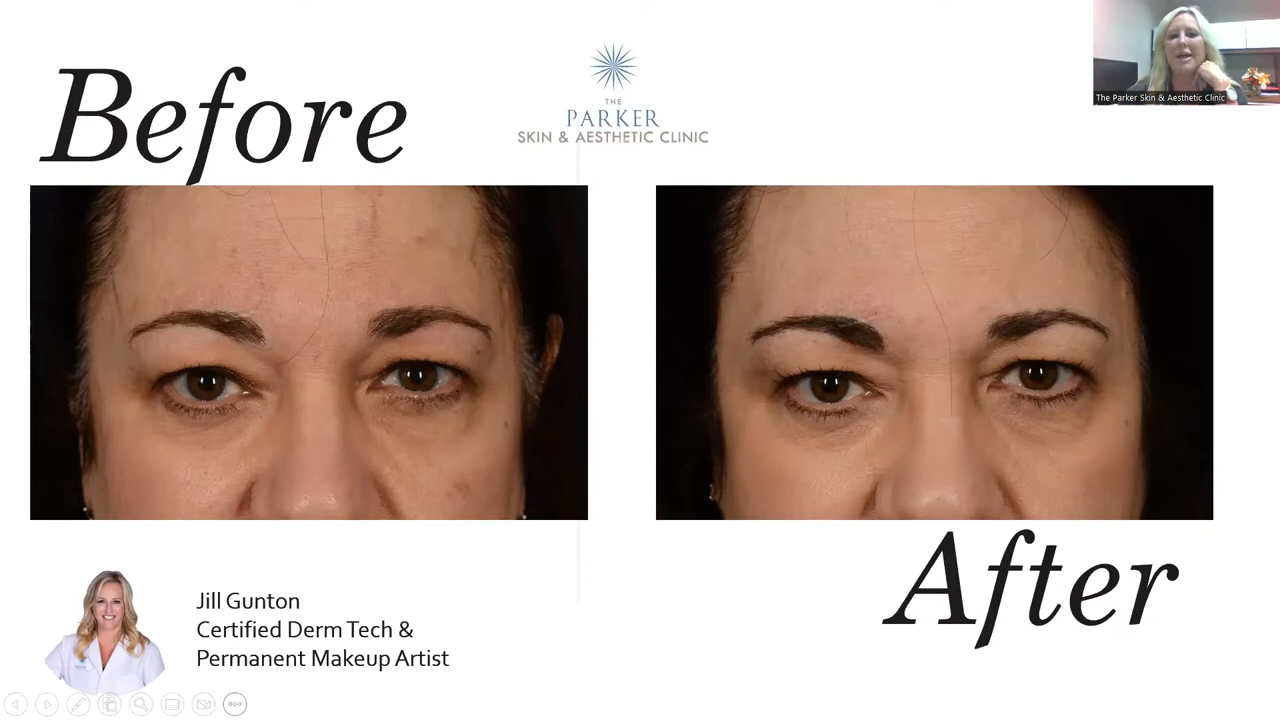 Before
THE
PARKER
SKIN & AESTHETIC CLINIC
The Parker Skin & Aesthetic Clinic
After
Jill Gunton
Certified Derm Tech &
Permanent Makeup Artist